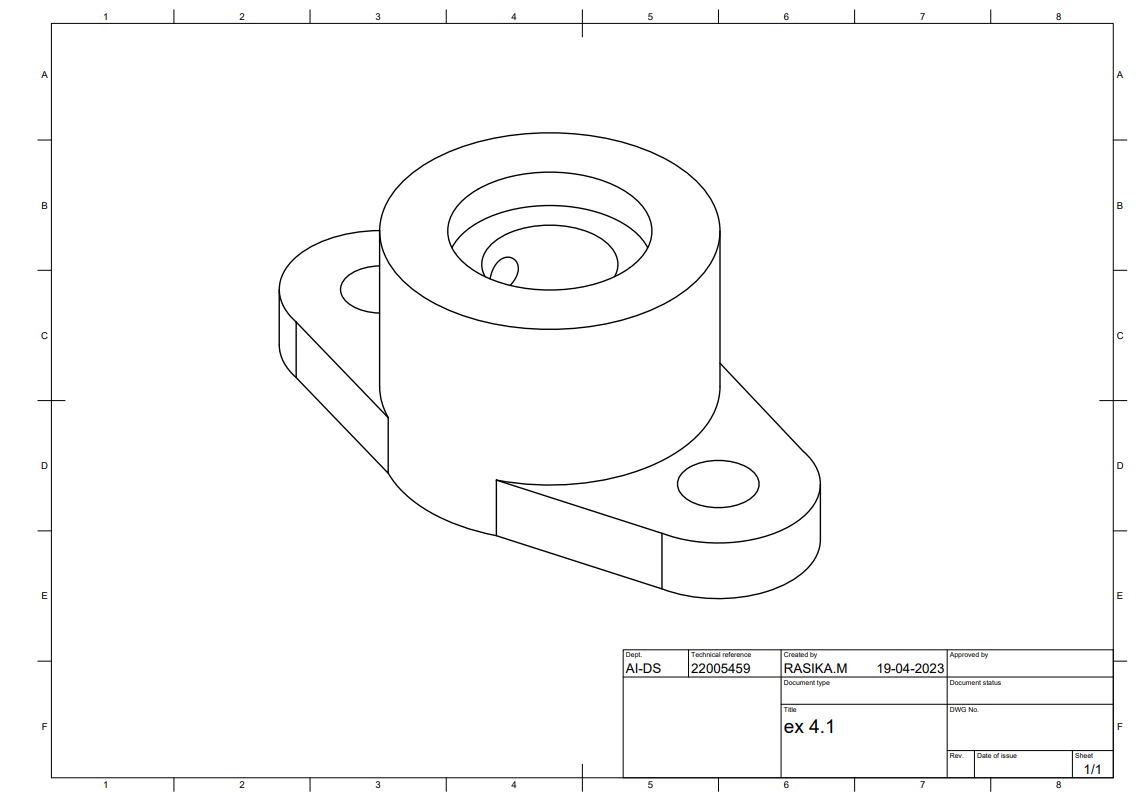 1 2 3 4 5 6 7 8
A A
B B
C C
D D
E E
Dept. Technical reference Created by Approved by
AI-DS 22005459 RASIKA.M 19-04-2023
Document type Document status
Title DWG No.
F ex 4.1 F
Rev. Date of issue Sheet
1/1
1 2 3 4 5 6 7 8